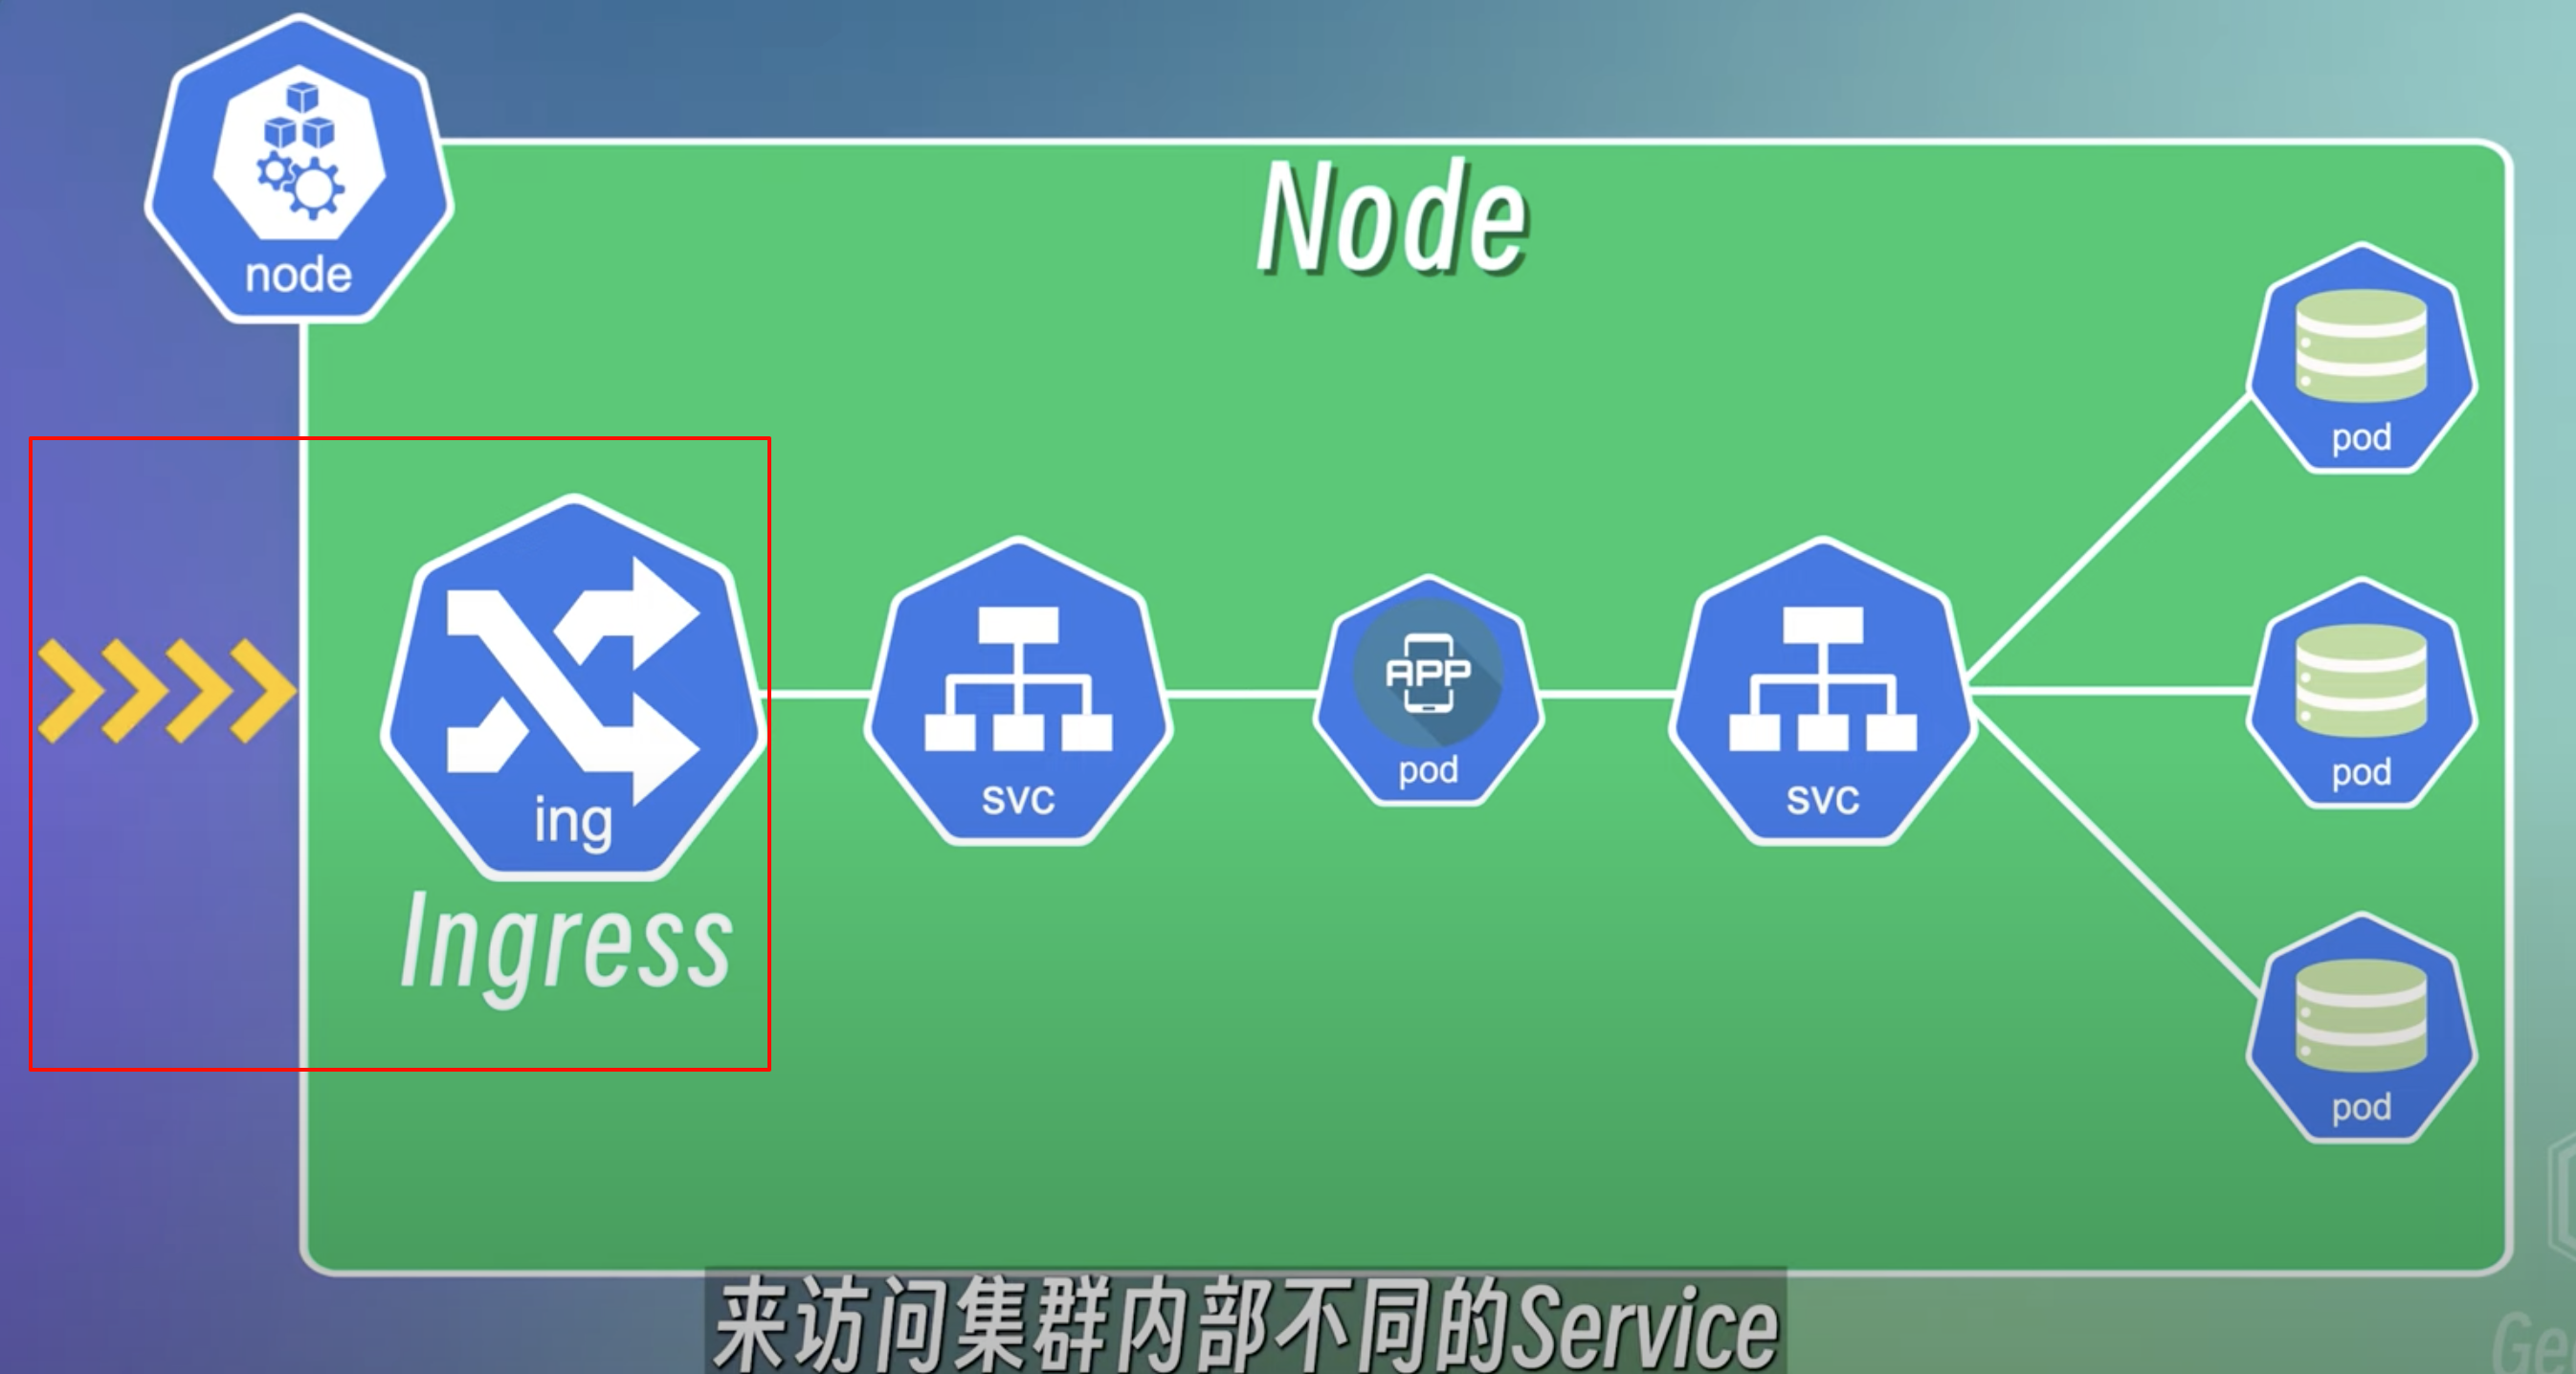 node
Node
pod
ing
svc
APP
pod
svc
pod
pod
Ingress
来访问集群内部不同的Service